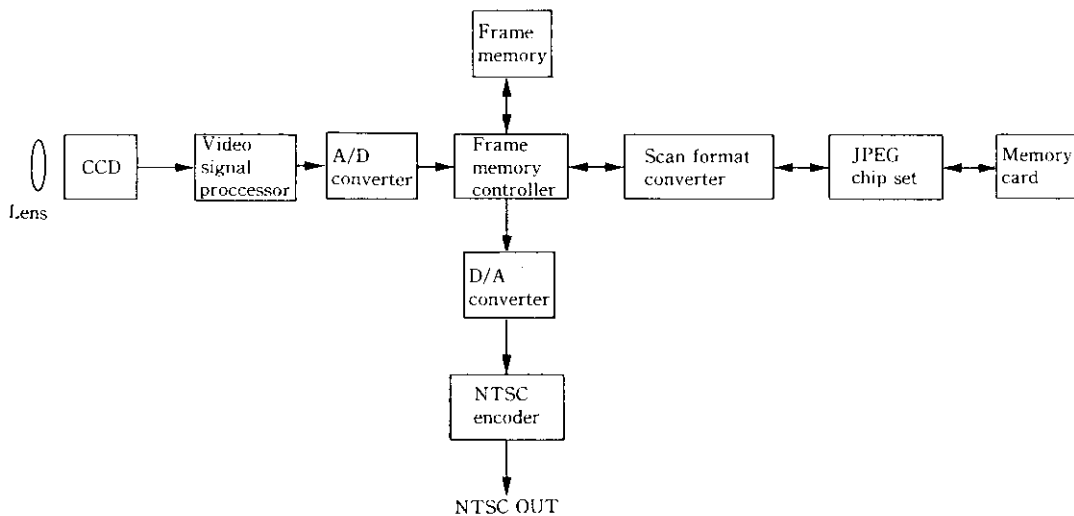 Frame
memory
Lens
CCD
Video
signal
proccessor
A/D
converter
Frame
memory
controller
Scan format
converter
JPEG
chip set
Memory
card
D/A
converter
NTSC
encoder
NTSC OUT